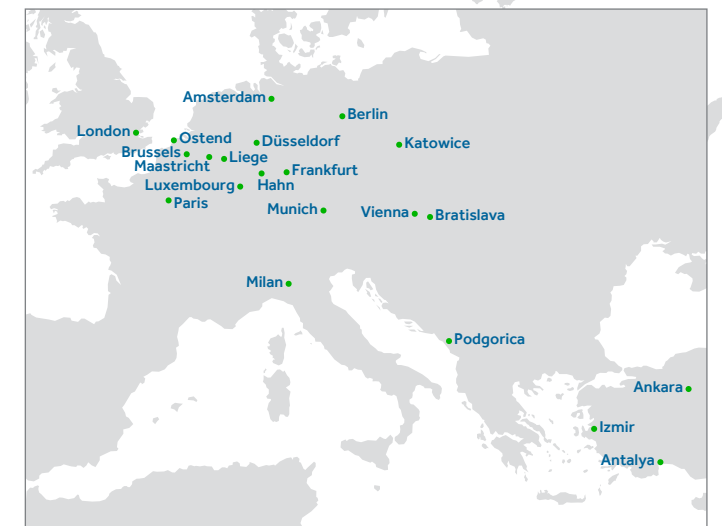 Amsterdam
Berlin
London
Ostend
Düsseldorf
Katowice
Brussels
Maastricht
Liege
Frankfurt
Luxembourg
Hahn
Paris
Munich
Vienna
Bratislava
Milan
Podgorica
Ankara
Izmir
Antalya